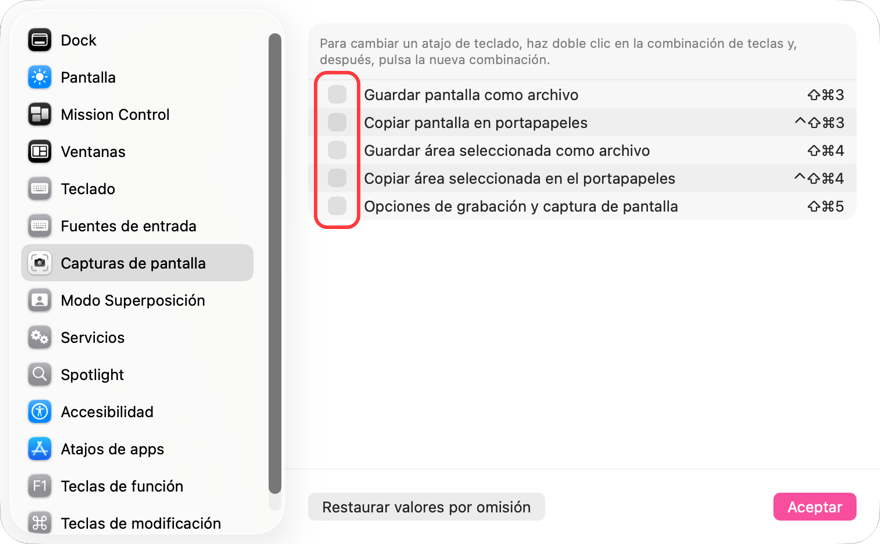 Dock
Pantalla
Mission Control
Ventanas
Teclado
Fuentes de entrada
Capturas de pantalla
Modo Superposición
Servicios
Spotlight
Accesibilidad
Atajos de apps
F1 Teclas de función
⌘ Teclas de modificación
Para cambiar un atajo de teclado, haz doble clic en la combinación de teclas y,
después, pulsa la nueva combinación.
Guardar pantalla como archivo ⇧⌘3
Copiar pantalla en portapapeles ^⇧⌘3
Guardar área seleccionada como archivo ⇧⌘4
Copiar área seleccionada en el portapapeles ^⇧⌘4
Opciones de grabación y captura de pantalla ⇧⌘5
Restaurar valores por omisión
Aceptar